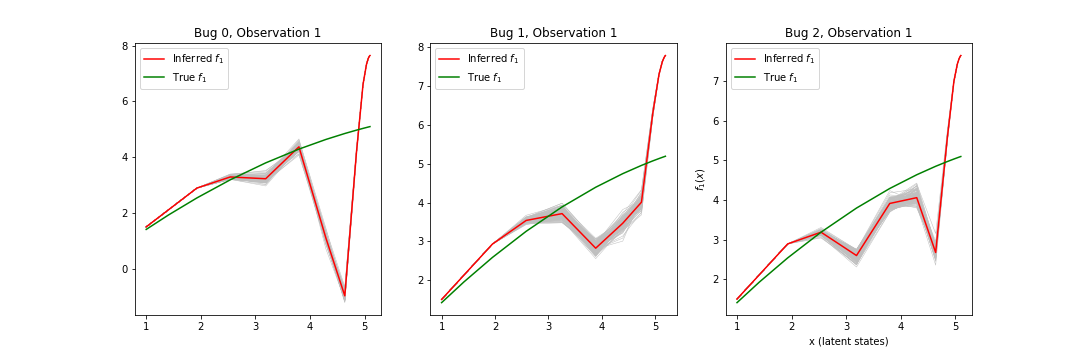 Bug 0, Observation 1
Inferred f₁
True f₁
8
6
4
2
0
1 2 3 4 5
Bug 1, Observation 1
Inferred f₁
True f₁
8
7
6
5
4
3
2
1 2 3 4 5
Bug 2, Observation 1
Inferred f₁
True f₁
f₁(x)
7
6
5
4
3
2
1 2 3 4 5
x (latent states)